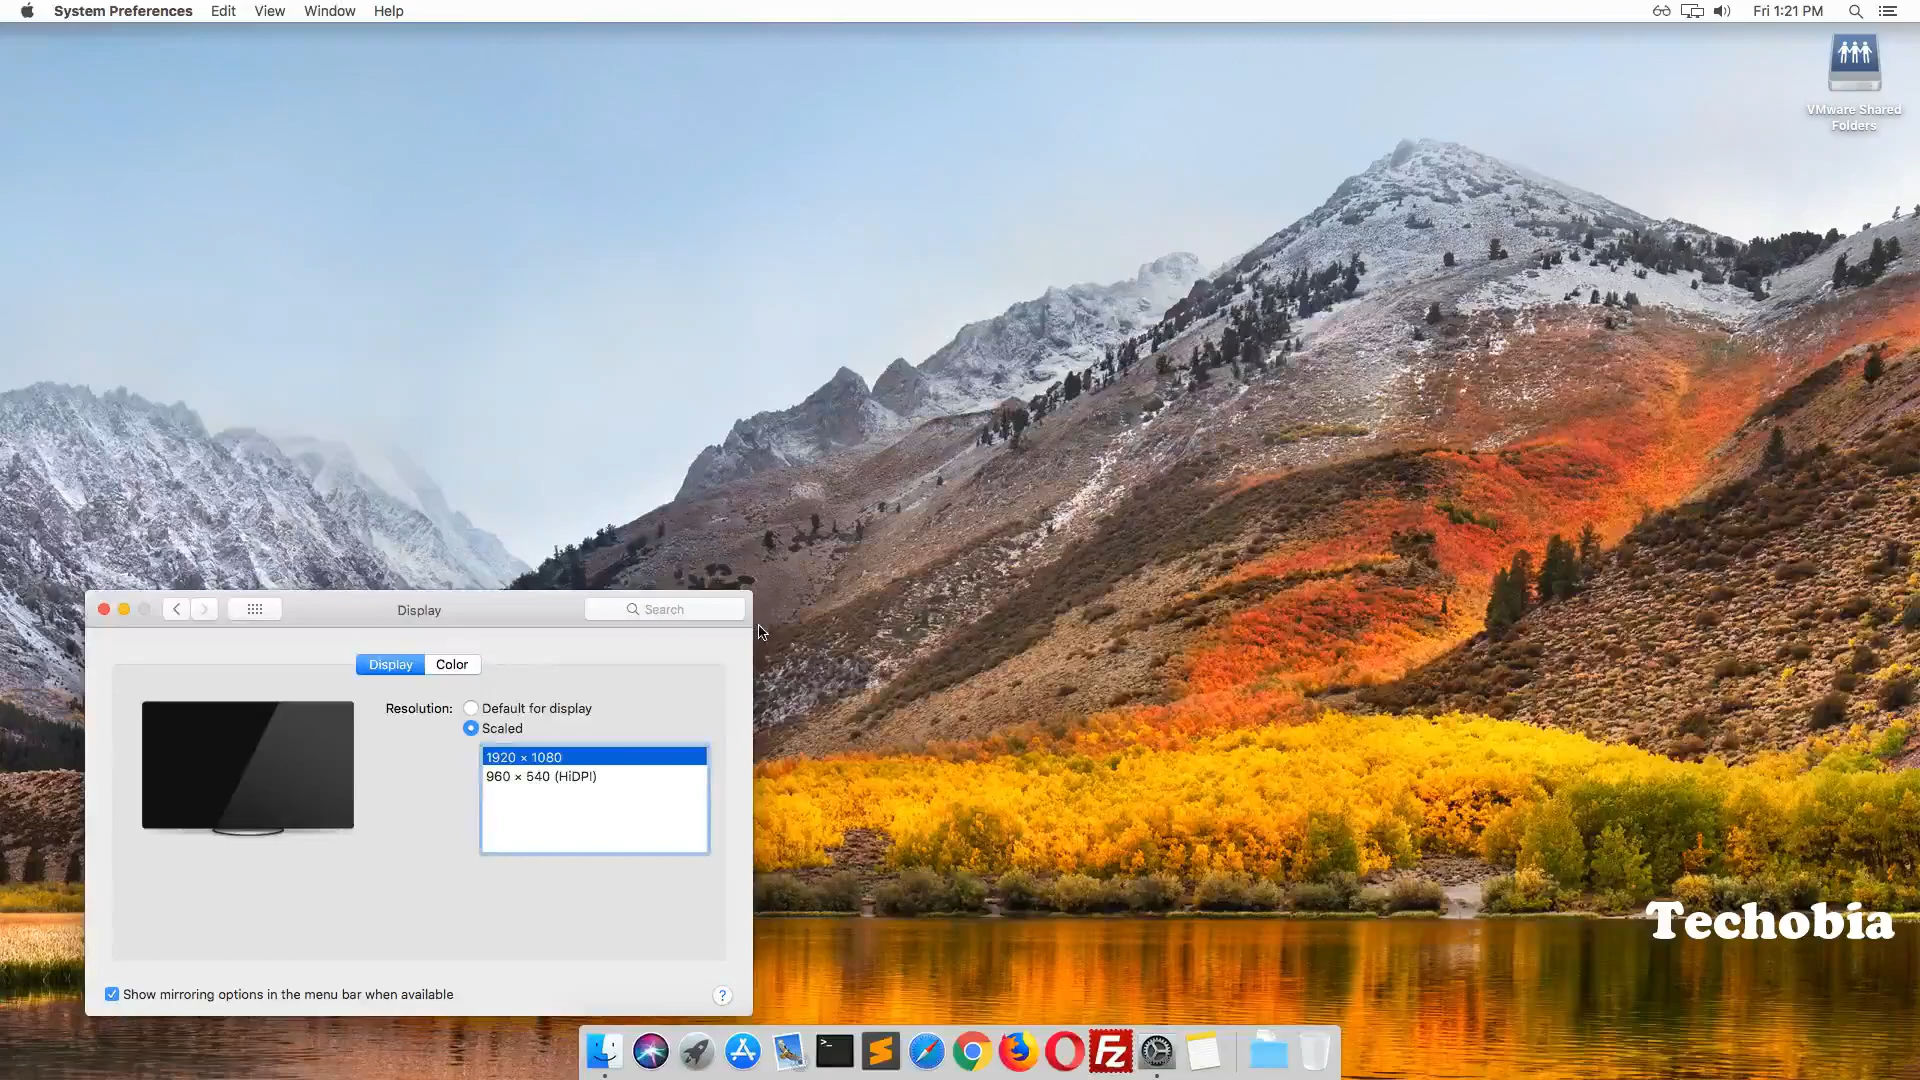 System Preferences Edit View Window Help
Fri 1:21 PM
VMware Shared
Folders
Display
Search
Display Color
Resolution: Default for display
Scaled
1920 × 1080
960 × 540 (HiDPI)
Show mirroring options in the menu bar when available
?
Techobia
>_
FZ